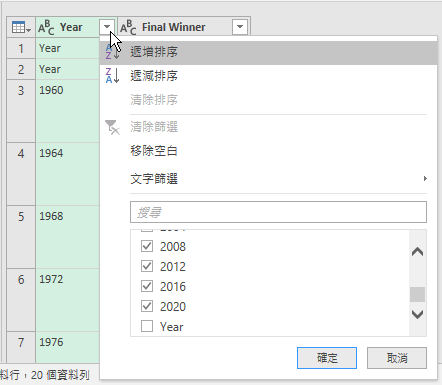 ABC Year ABC Final Winner
1 Year
2 Year
3 1960
4 1964
5 1968
6 1972
7 1976
遞增排序
遞減排序
清除排序
清除篩選
移除空白
文字篩選
搜尋
2008
2012
2016
2020
Year
確定 取消
料行，20 個資料列